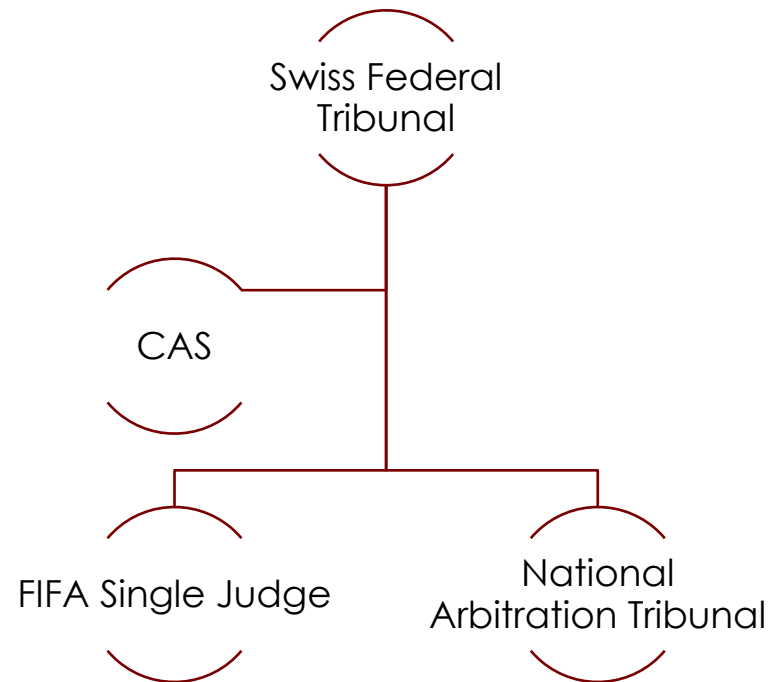 Swiss Federal
Tribunal
CAS
FIFA Single Judge
National
Arbitration Tribunal